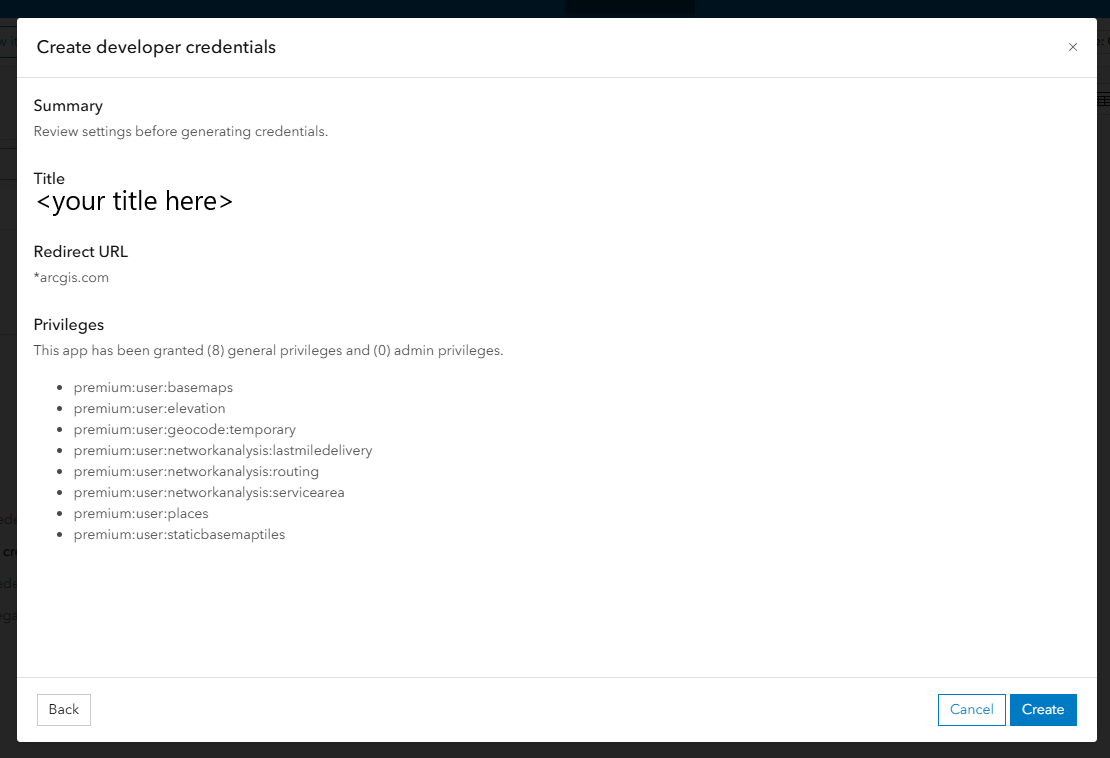 Create developer credentials
×
Summary
Review settings before generating credentials.
Title
<your title here>
Redirect URL
*arcgis.com
Privileges
This app has been granted (8) general privileges and (0) admin privileges.
• premium:user:basemaps
• premium:user:elevation
• premium:user:geocode:temporary
• premium:user:networkanalysis:lastmiledelivery
• premium:user:networkanalysis:routing
• premium:user:networkanalysis:servicearea
• premium:user:places
• premium:user:staticbasemaptiles
Back
Cancel
Create